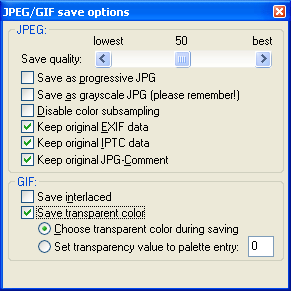 JPEG/GIF save options
JPEG:
lowest 50 best
Save quality:
Save as progressive JPG
Save as grayscale JPG (please remember!)
Disable color subsampling
Keep original EXIF data
Keep original IPTC data
Keep original JPG-Comment
GIF:
Save interlaced
Save transparent color
Choose transparent color during saving
Set transparency value to palette entry: 0